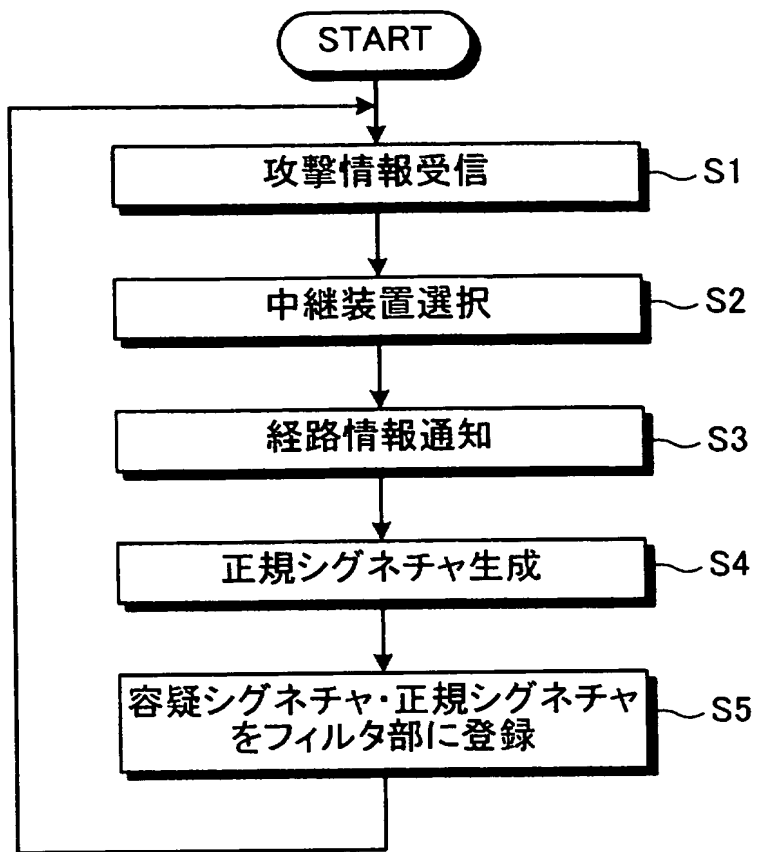 START
攻撃情報受信
S1
中継装置選択
S2
経路情報通知
S3
正規シグネチャ生成
S4
容疑シグネチャ・正規シグネチャ
をフィルタ部に登録
S5